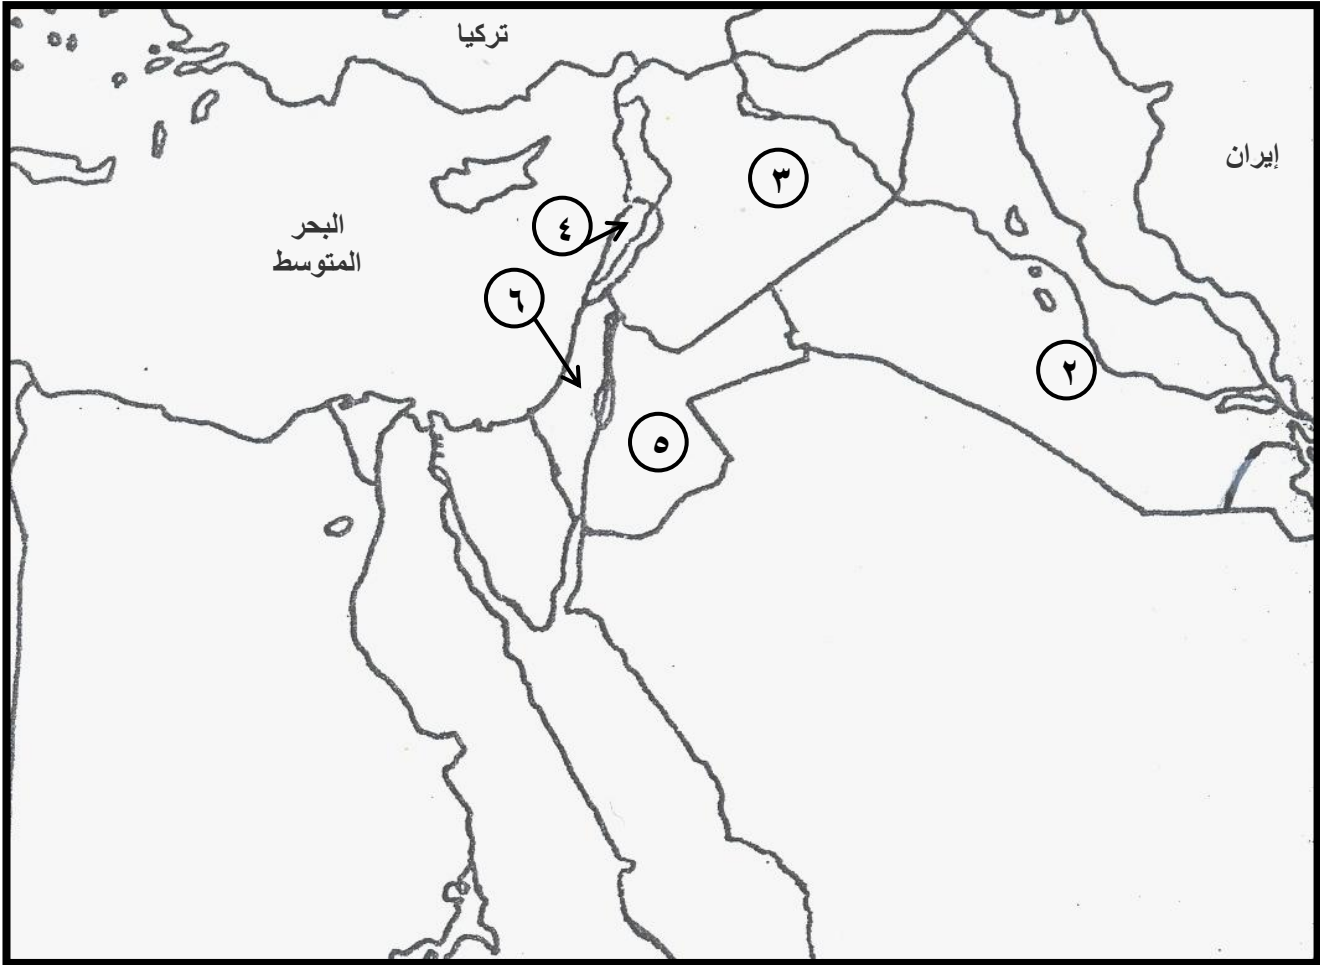 تركيا
إيران
٣
٤
البحر
المتوسط
٦
٢
٥